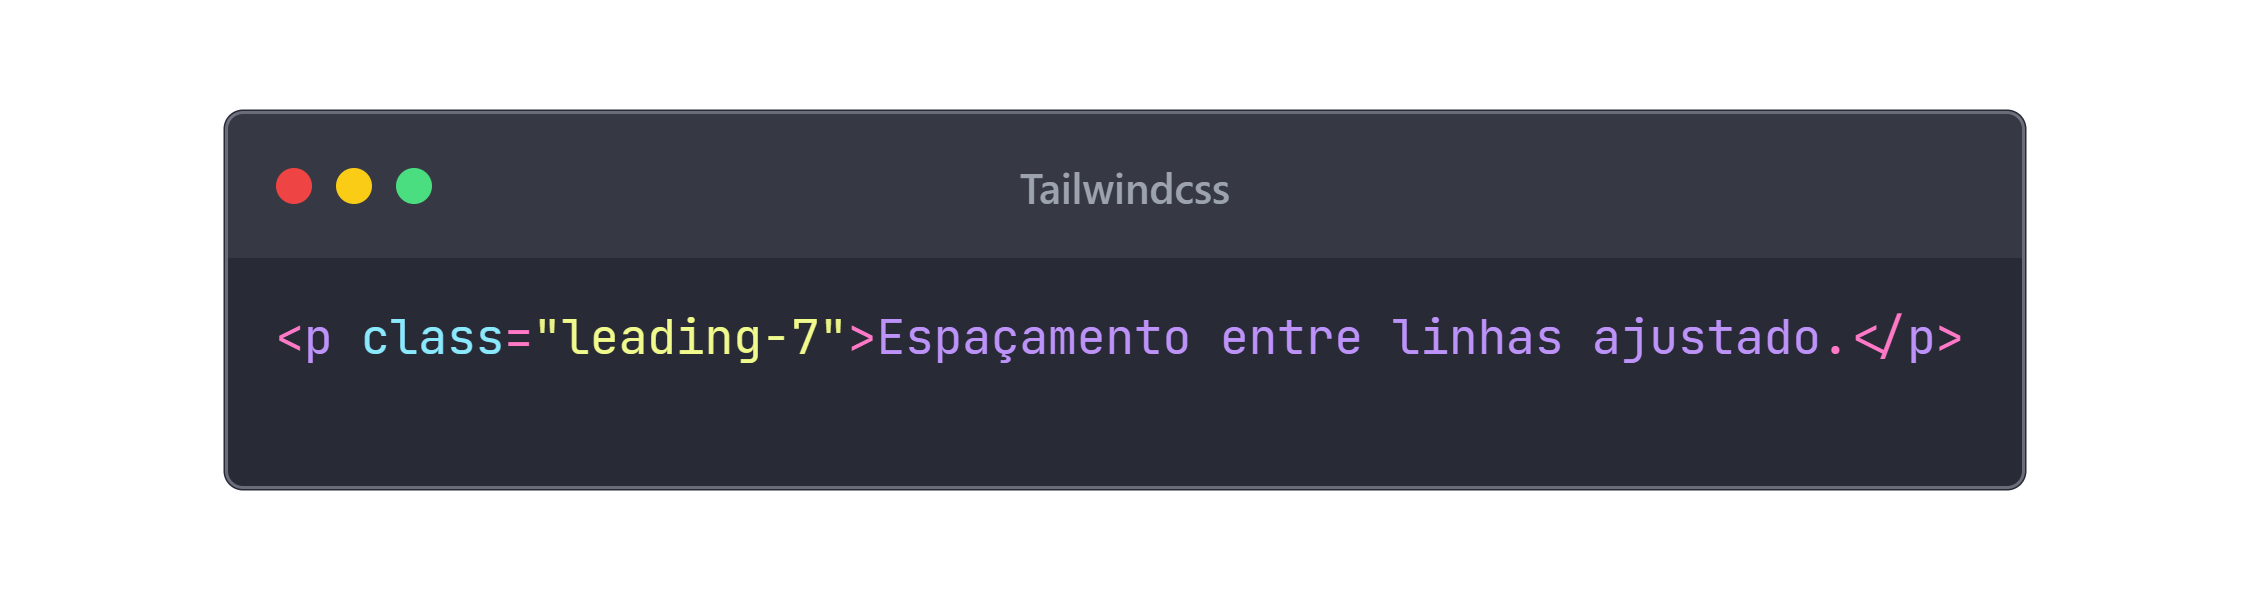 Tailwindcss
<p class="leading-7">Espaçamento entre linhas ajustado.</p>